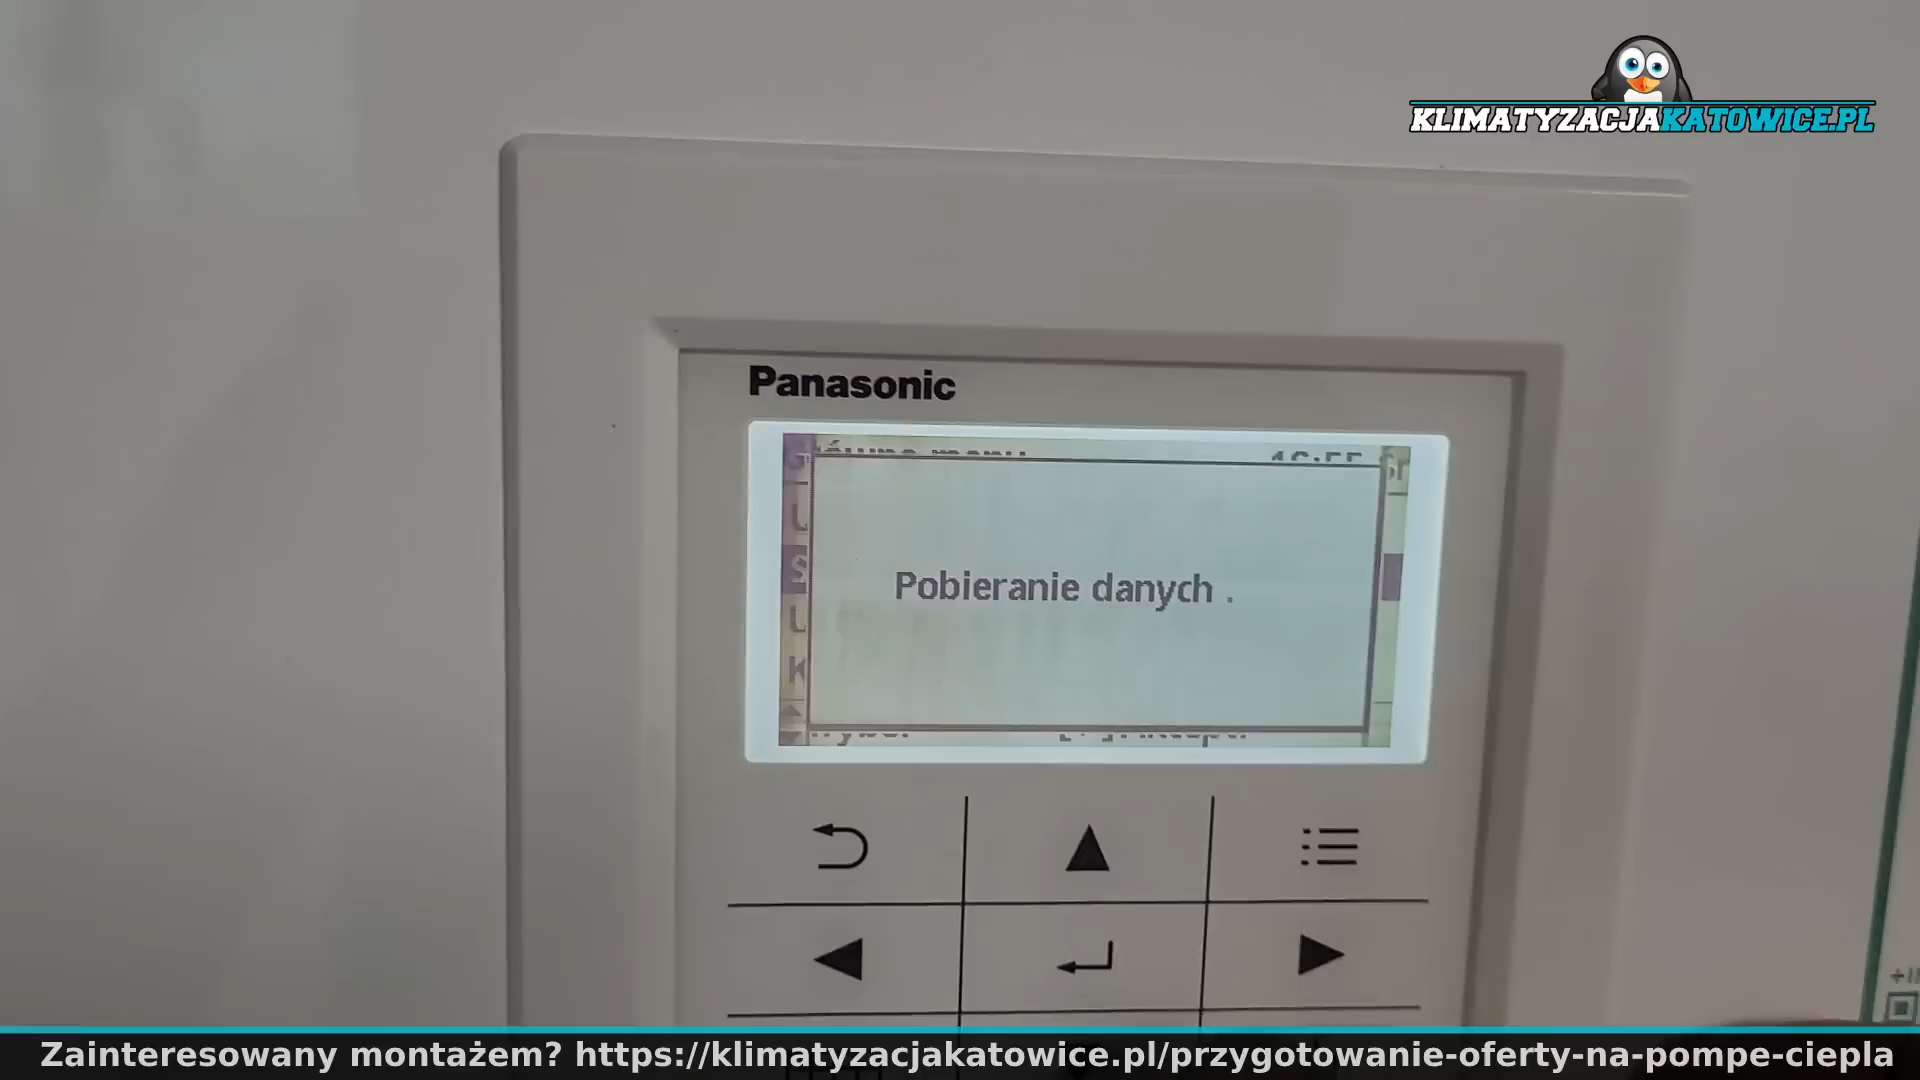 KLIMATYZACJAKATOWICE.PL
Panasonic
Pobieranie danych .
Zainteresowany montażem? https://klimatyzacjakatowice.pl/przygotowanie-oferty-na-pompe-ciepla